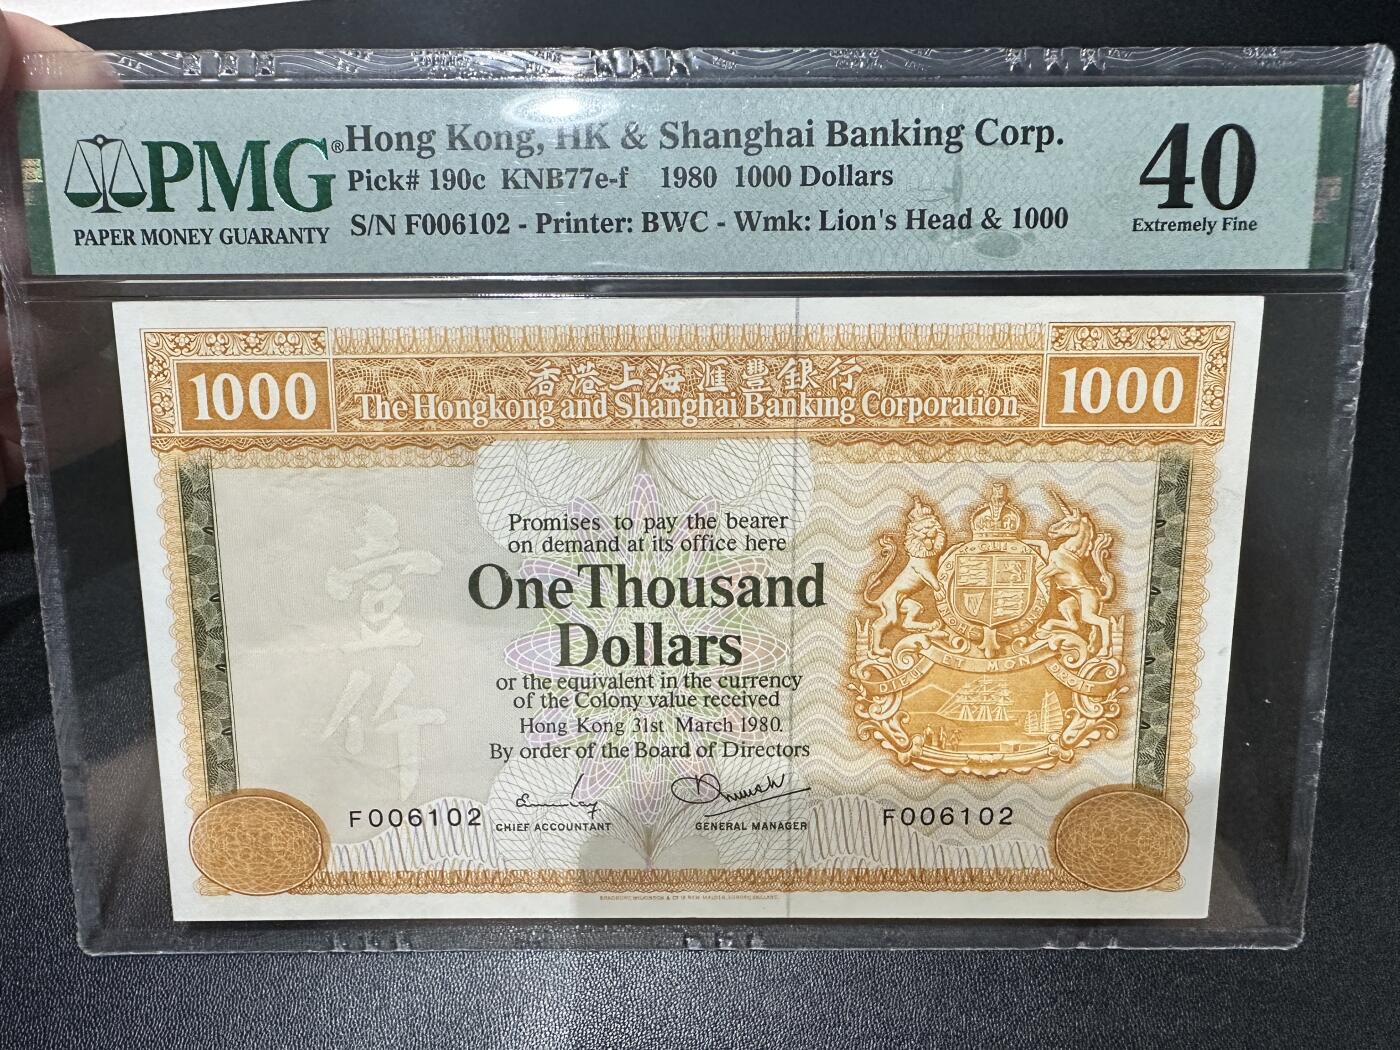 PMG®
PAPER MONEY GUARANTY
Hong Kong, HK & Shanghai Banking Corp.
Pick# 190c KNB77e-f 1980 1000 Dollars
S/N F006102 - Printer: BWC - Wmk: Lion's Head & 1000
40
Extremely Fine
1000
香港上海滙豐銀行
The Hongkong and Shanghai Banking Corporation
1000
壹仟
Promises to pay the bearer
on demand at its office here
One Thousand
Dollars
or the equivalent in the currency
of the Colony value received
Hong Kong 31st March 1980.
By order of the Board of Directors
DIEU ET MON DROIT
F006102
CHIEF ACCOUNTANT
GENERAL MANAGER
F006102